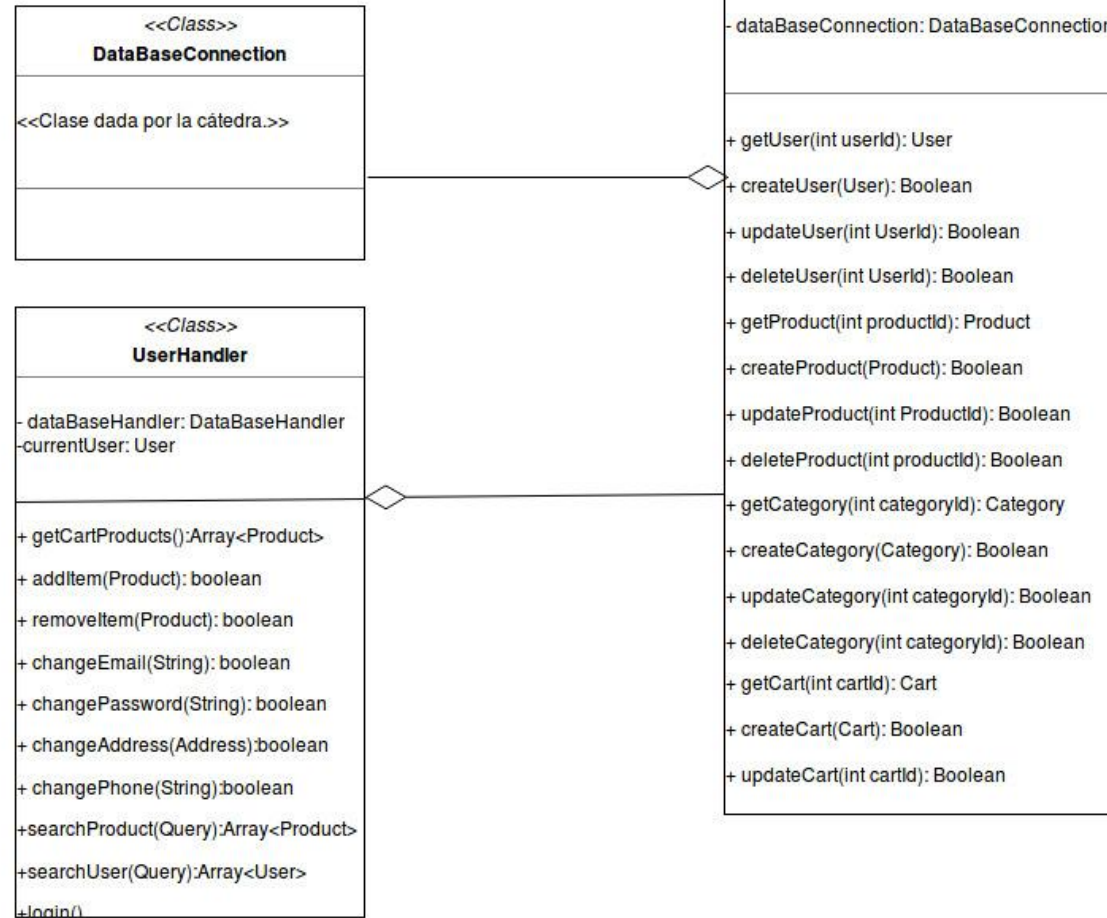 <<Class>>
DataBaseConnection
<<Clase dada por la cátedra.>>
<<Class>>
UserHandler
- dataBaseHandler: DataBaseHandler
-currentUser: User
+ getCartProducts():Array<Product>
+ addItem(Product): boolean
+ removeItem(Product): boolean
+ changeEmail(String): boolean
+ changePassword(String): boolean
+ changeAddress(Address):boolean
+ changePhone(String):boolean
+searchProduct(Query):Array<Product>
+searchUser(Query):Array<User>
+login()
- dataBaseConnection: DataBaseConnection
+ getUser(int userId): User
+ createUser(User): Boolean
+ updateUser(int UserId): Boolean
+ deleteUser(int UserId): Boolean
+ getProduct(int productId): Product
+ createProduct(Product): Boolean
+ updateProduct(int ProductId): Boolean
+ deleteProduct(int productId): Boolean
+ getCategory(int categoryId): Category
+ createCategory(Category): Boolean
+ updateCategory(int categoryId): Boolean
+ deleteCategory(int categoryId): Boolean
+ getCart(int cartId): Cart
+ createCart(Cart): Boolean
+ updateCart(int cartId): Boolean